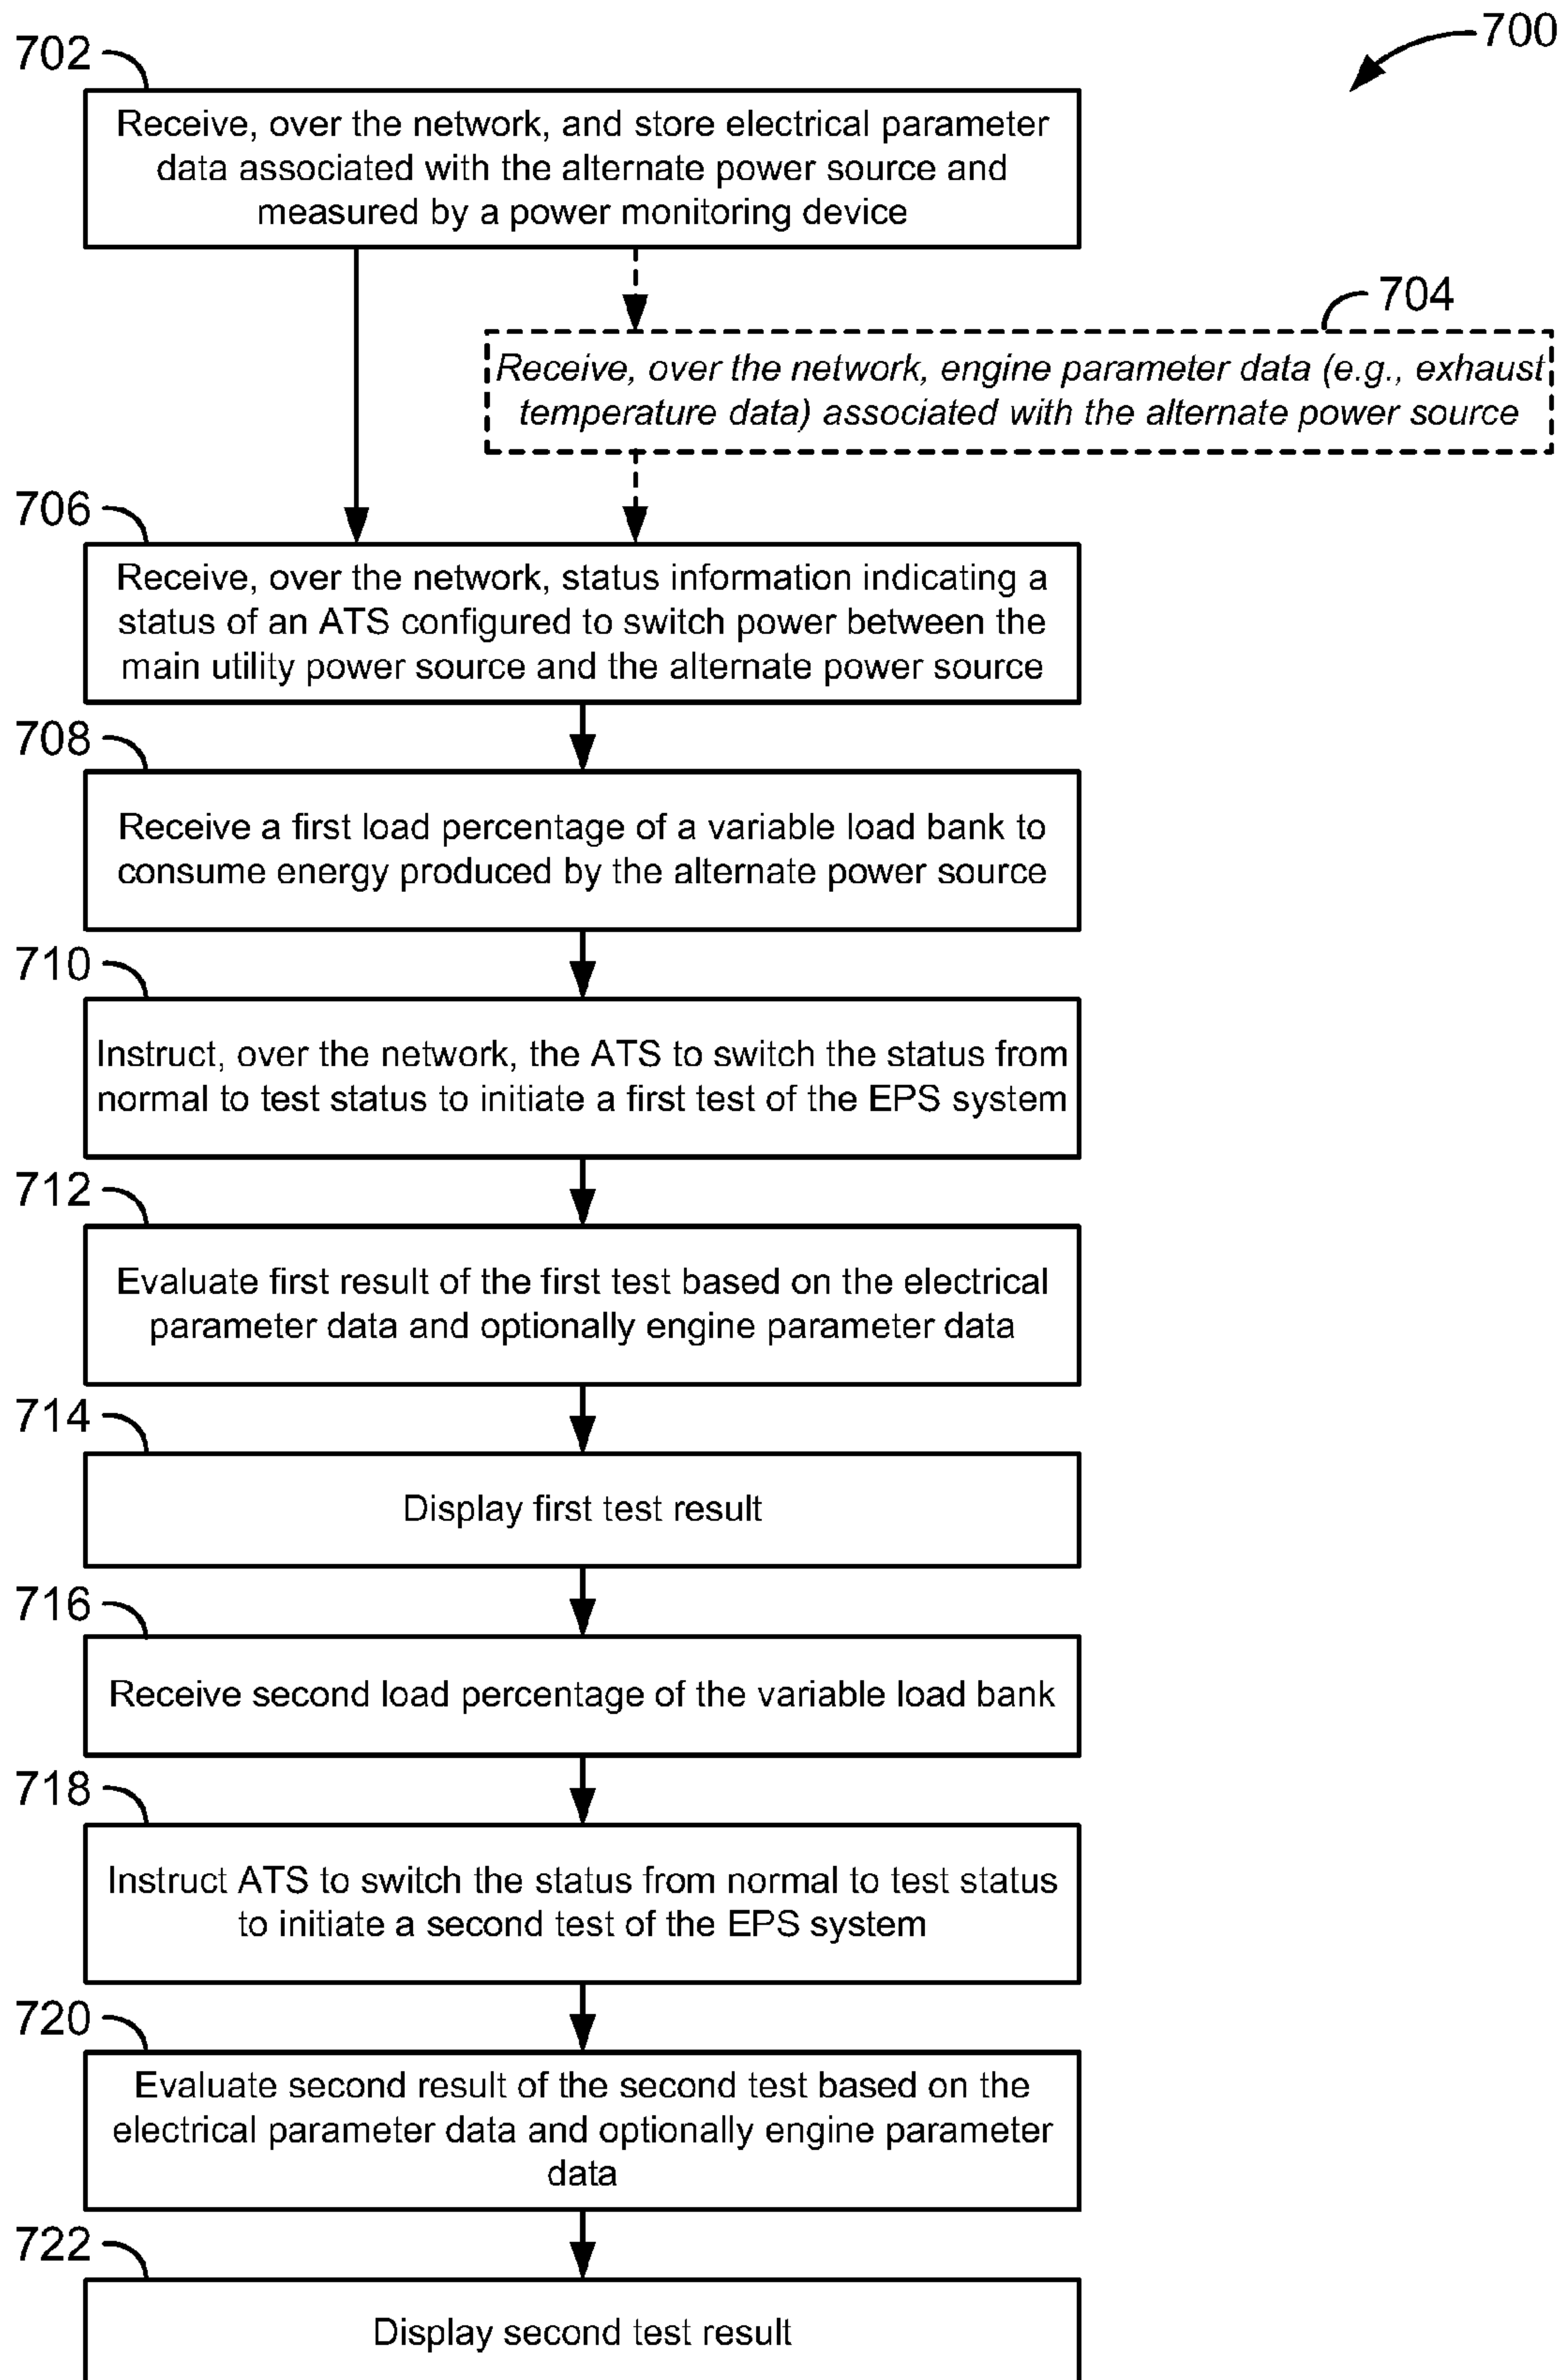 700
702
Receive, over the network, and store electrical parameter
data associated with the alternate power source and
measured by a power monitoring device
704
Receive, over the network, engine parameter data (e.g., exhaust
temperature data) associated with the alternate power source
706
Receive, over the network, status information indicating a
status of an ATS configured to switch power between the
main utility power source and the alternate power source
708
Receive a first load percentage of a variable load bank to
consume energy produced by the alternate power source
710
Instruct, over the network, the ATS to switch the status from
normal to test status to initiate a first test of the EPS system
712
Evaluate first result of the first test based on the electrical
parameter data and optionally engine parameter data
714
Display first test result
716
Receive second load percentage of the variable load bank
718
Instruct ATS to switch the status from normal to test status
to initiate a second test of the EPS system
720
Evaluate second result of the second test based on the
electrical parameter data and optionally engine parameter
data
722
Display second test result